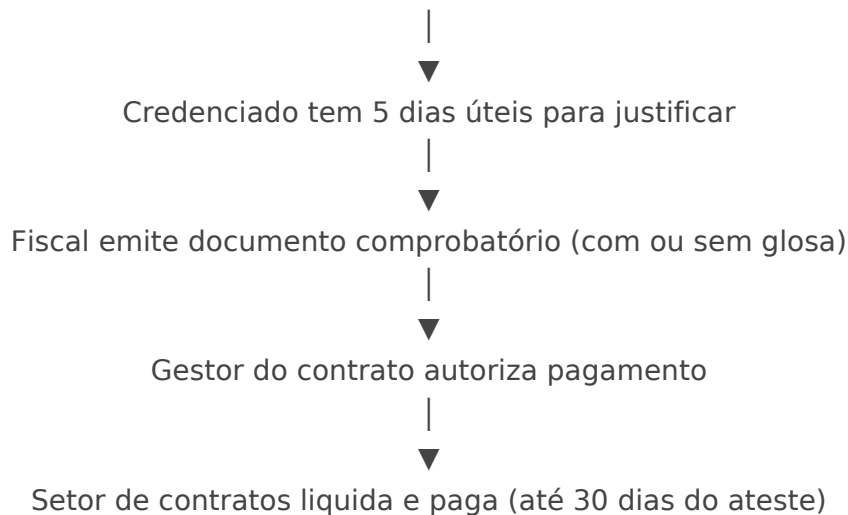 |
▼
Credenciado tem 5 dias úteis para justificar
|
▼
Fiscal emite documento comprobatório (com ou sem glosa)
|
▼
Gestor do contrato autoriza pagamento
|
▼
Setor de contratos liquida e paga (até 30 dias do ateste)